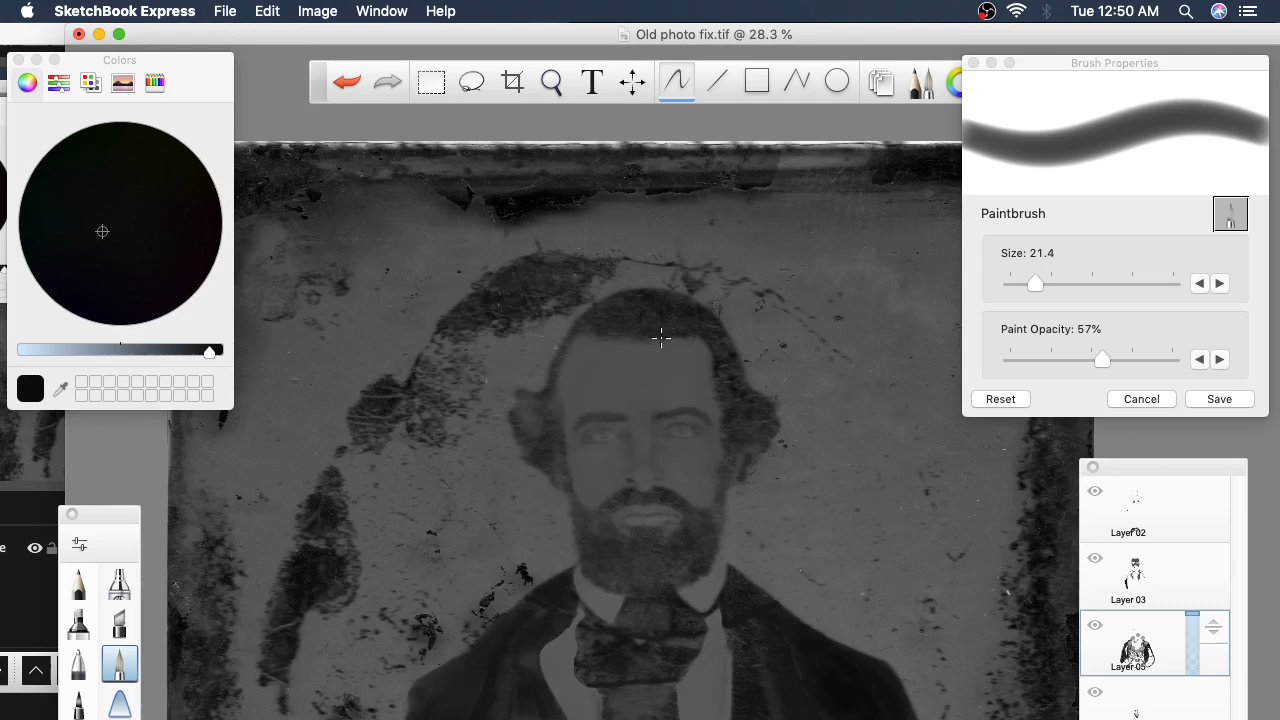 SketchBook Express File Edit Image Window Help Tue 12:50 AM
Old photo fix.tif @ 28.3 %
Colors
Brush Properties
T
Paintbrush
Size: 21.4
Paint Opacity: 57%
Reset Cancel Save
Layer 02
Layer 03
Layer 05
e